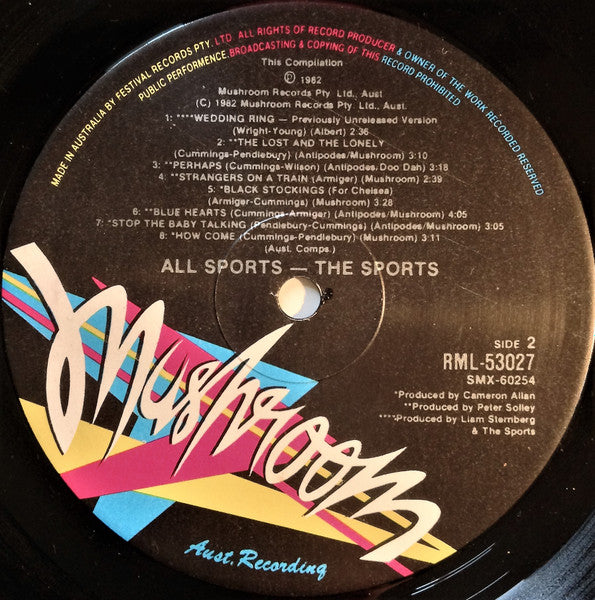 MADE IN AUSTRALIA BY FESTIVAL RECORDS PTY. LTD. ALL RIGHTS OF RECORD PRODUCER & OWNER OF THE WORK RECORDED RESERVED
PUBLIC PERFORMENCE, BROADCASTING & COPYING OF THIS RECORD PROHIBITED
This Compilation
Ⓟ 1982
Mushroom Records Pty. Ltd., Aust
(C) 1982 Mushroom Records Pty. Ltd., Aust.
1: ****WEDDING RING — Previously Unreleased Version
(Wright-Young) (Albert) 2:36
2: **THE LOST AND THE LONELY
(Cummings-Pendlebury) (Antipodes/Mushroom) 3:10
3: **PERHAPS (Cummings-Wilson) (Antipodes/Doo Dah) 3:18
4: **STRANGERS ON A TRAIN (Armiger) (Mushroom) 2:39
5: *BLACK STOCKINGS (For Chelsea)
(Armiger-Cummings) (Mushroom) 3:28
6: **BLUE HEARTS (Cummings-Armiger) (Antipodes/Mushroom) 4:05
7: *STOP THE BABY TALKING (Pendlebury-Cummings) (Antipodes/Mushroom) 3:05
8: *HOW COME (Cummings-Pendlebury) (Mushroom) 3:11
(Aust. Comps.)
ALL SPORTS — THE SPORTS
SIDE 2
RML-53027
SMX-60254
*Produced by Cameron Allan
**Produced by Peter Solley
****Produced by Liam Sternberg
& The Sports
Mushroom
Aust. Recording